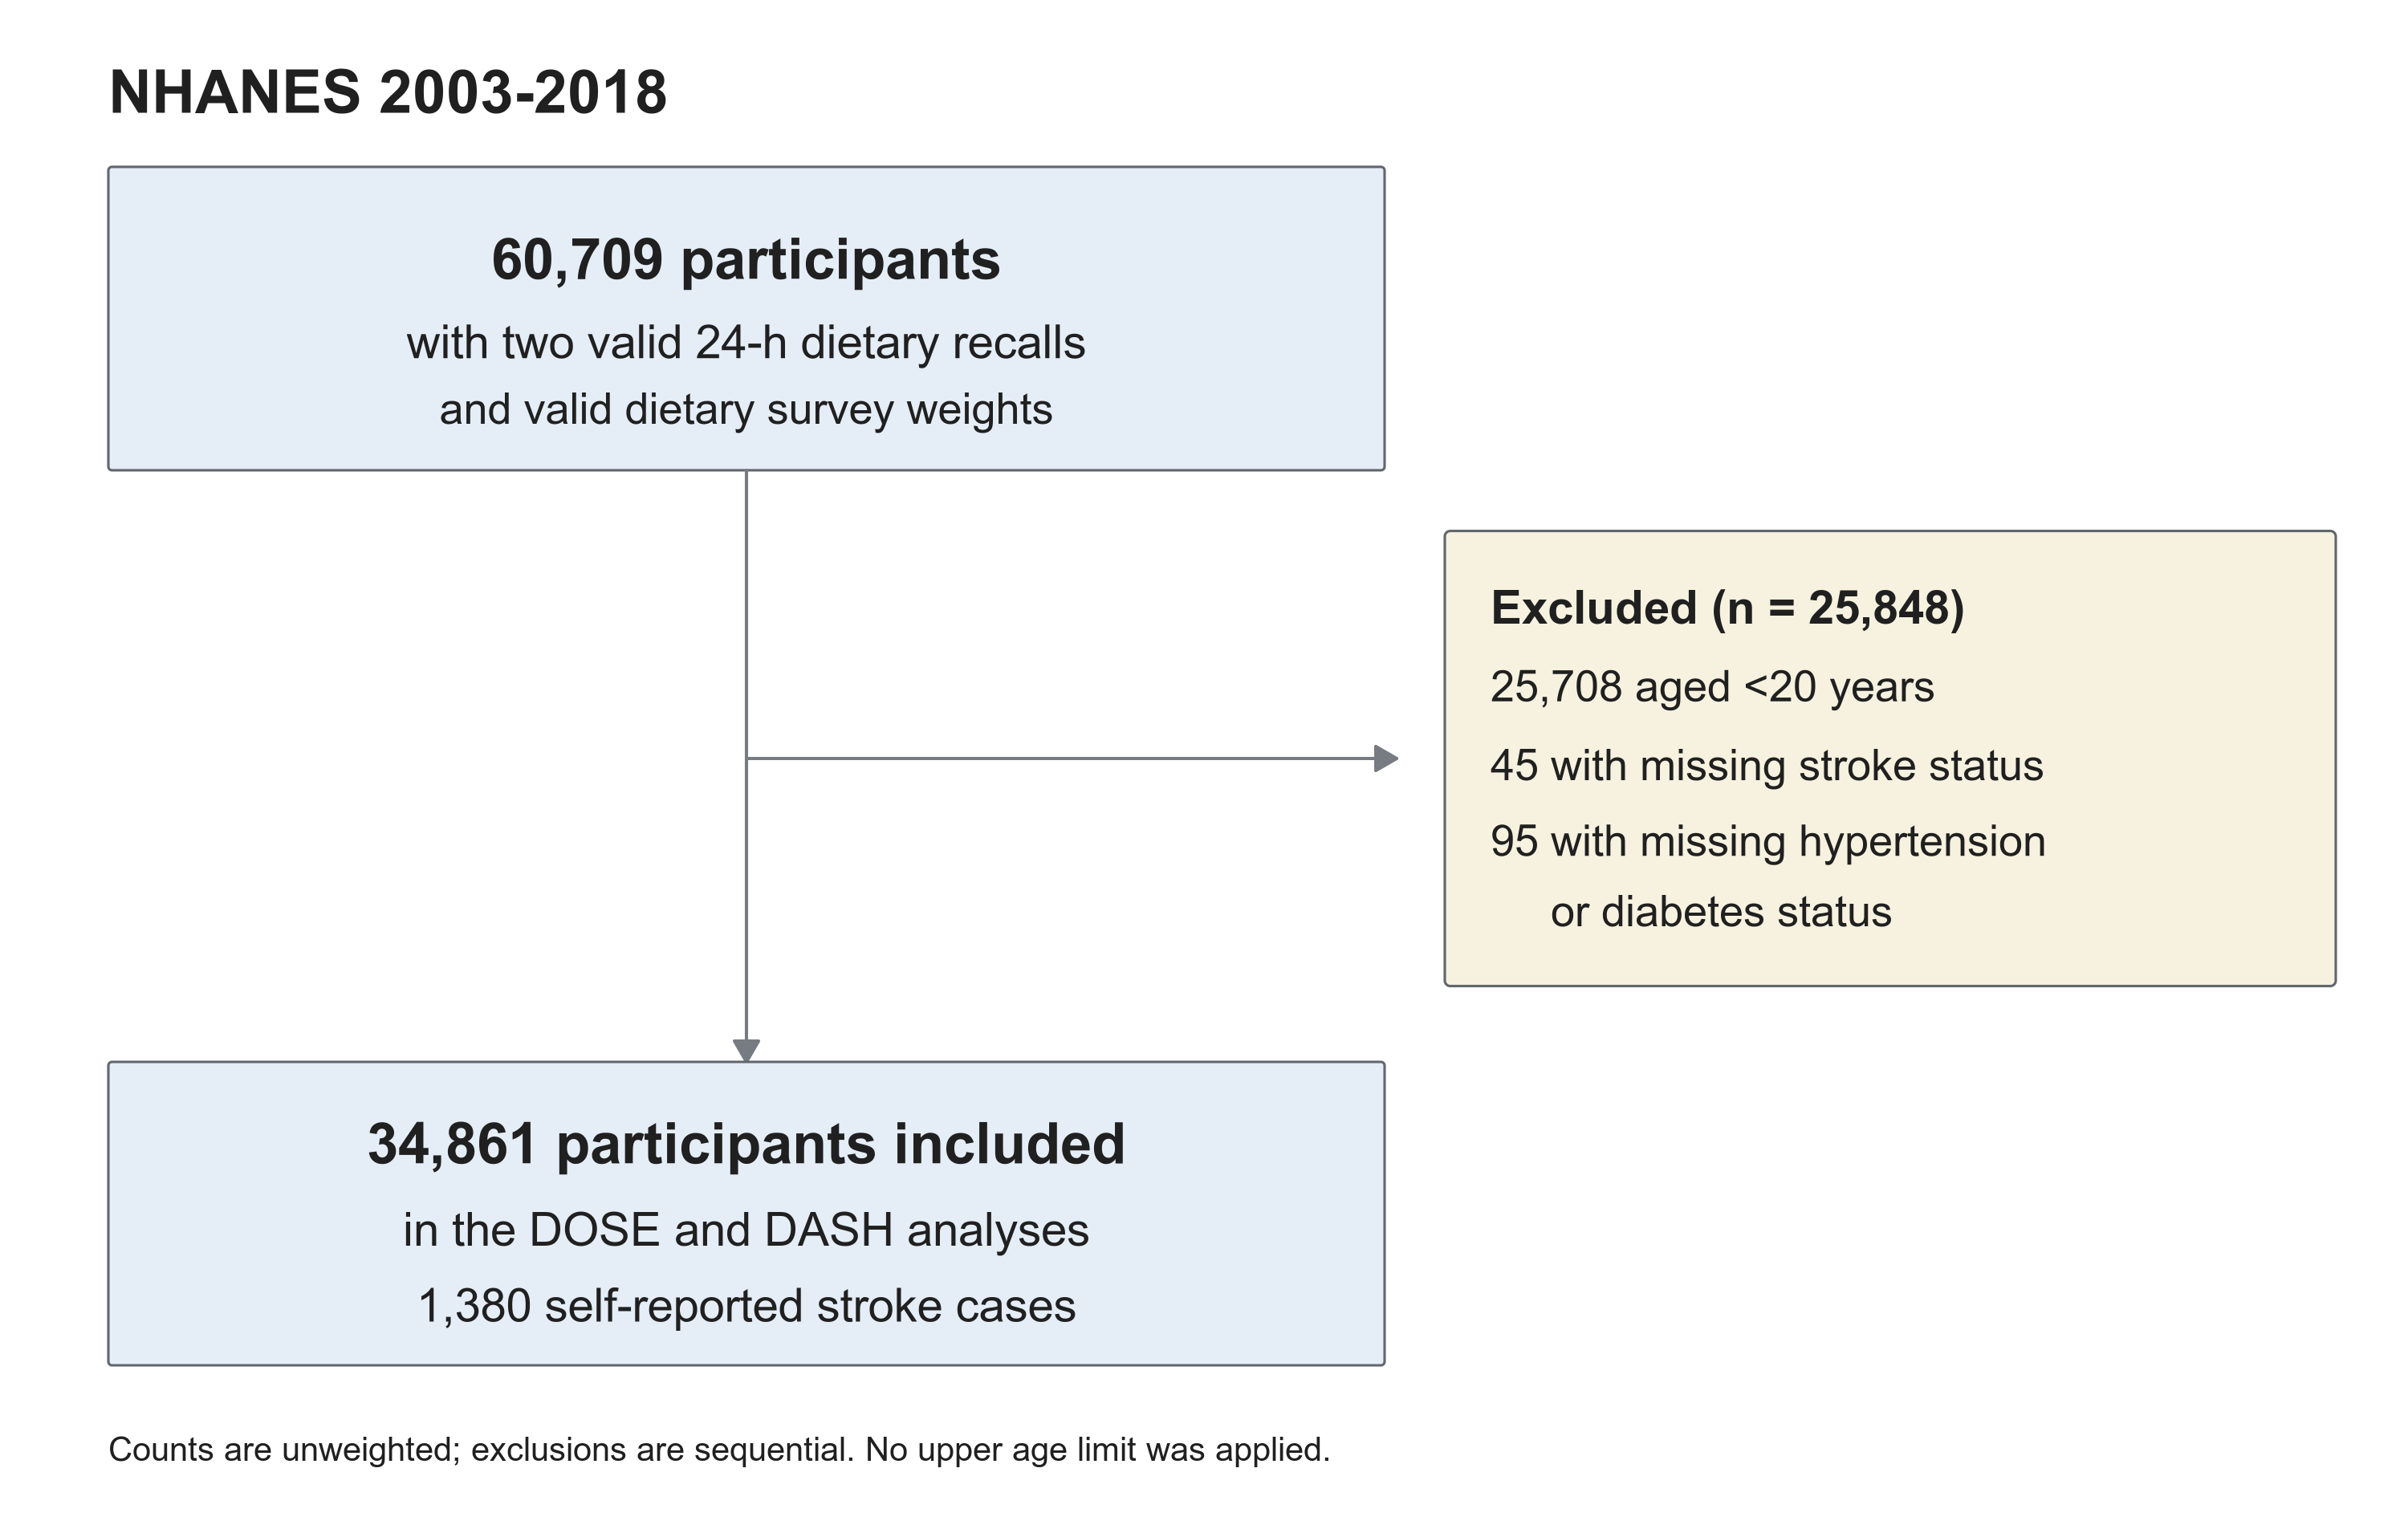 NHANES 2003-2018
60,709 participants
with two valid 24-h dietary recalls
and valid dietary survey weights
Excluded (n = 25,848)
25,708 aged <20 years
45 with missing stroke status
95 with missing hypertension
or diabetes status
34,861 participants included
in the DOSE and DASH analyses
1,380 self-reported stroke cases
Counts are unweighted; exclusions are sequential. No upper age limit was applied.